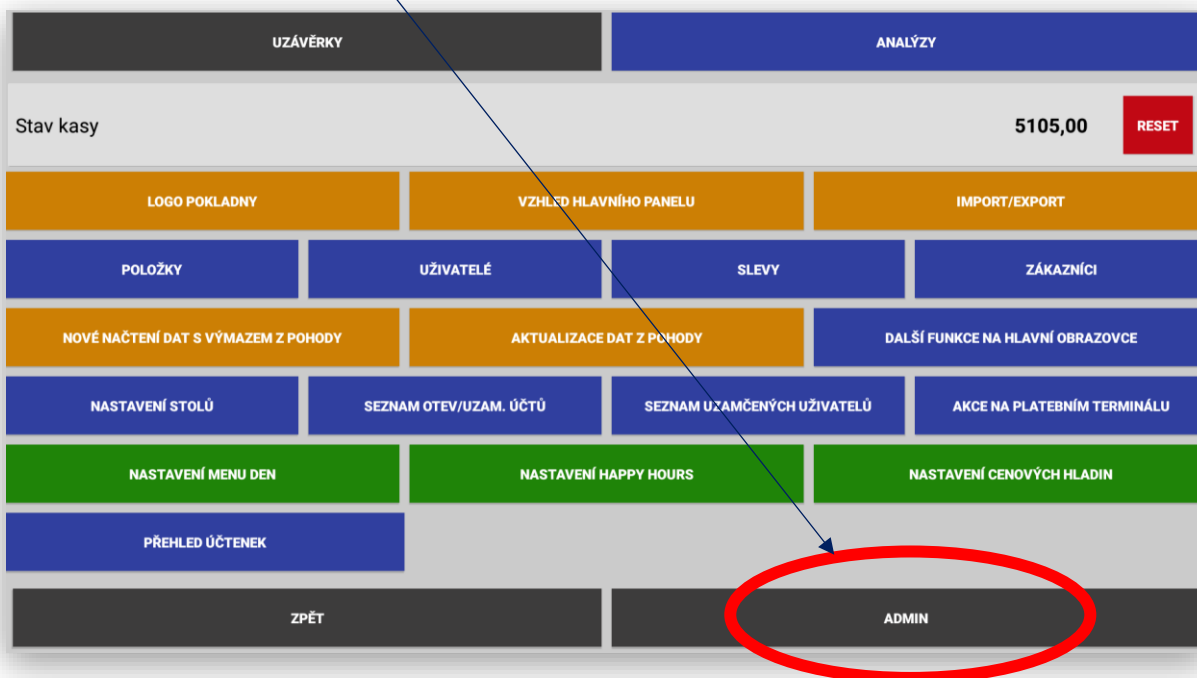 UZÁVĚRKY
ANALÝZY
Stav kasy
5105,00
RESET
LOGO POKLADNY
VZHLED HLAVNÍHO PANELU
IMPORT/EXPORT
POLOŽKY
UŽIVATELÉ
SLEVY
ZÁKAZNÍCI
NOVÉ NAČTENÍ DAT S VÝMAZEM Z POHODY
AKTUALIZACE DAT Z POHODY
DALŠÍ FUNKCE NA HLAVNÍ OBRAZOVCE
NASTAVENÍ STOLŮ
SEZNAM OTEV/UZAM. ÚČTŮ
SEZNAM UZAMČENÝCH UŽIVATELŮ
AKCE NA PLATEBNÍM TERMINÁLU
NASTAVENÍ MENU DEN
NASTAVENÍ HAPPY HOURS
NASTAVENÍ CENOVÝCH HLADIN
PŘEHLED ÚČTENEK
ZPĚT
ADMIN